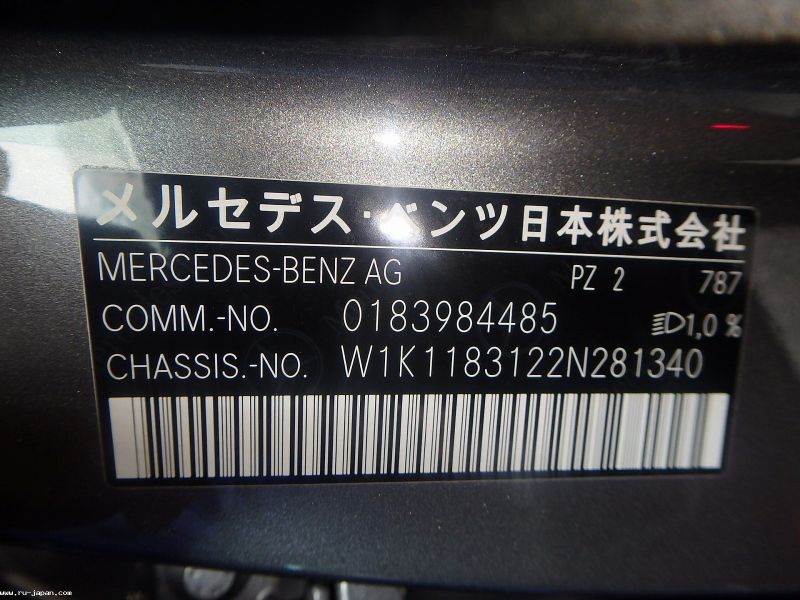 メルセデス・ベンツ日本株式会社
MERCEDES-BENZ AG PZ 2 787
COMM.-NO. 0183984485 1,0 %
CHASSIS.-NO. W1K1183122N281340
www.ru-japan.com